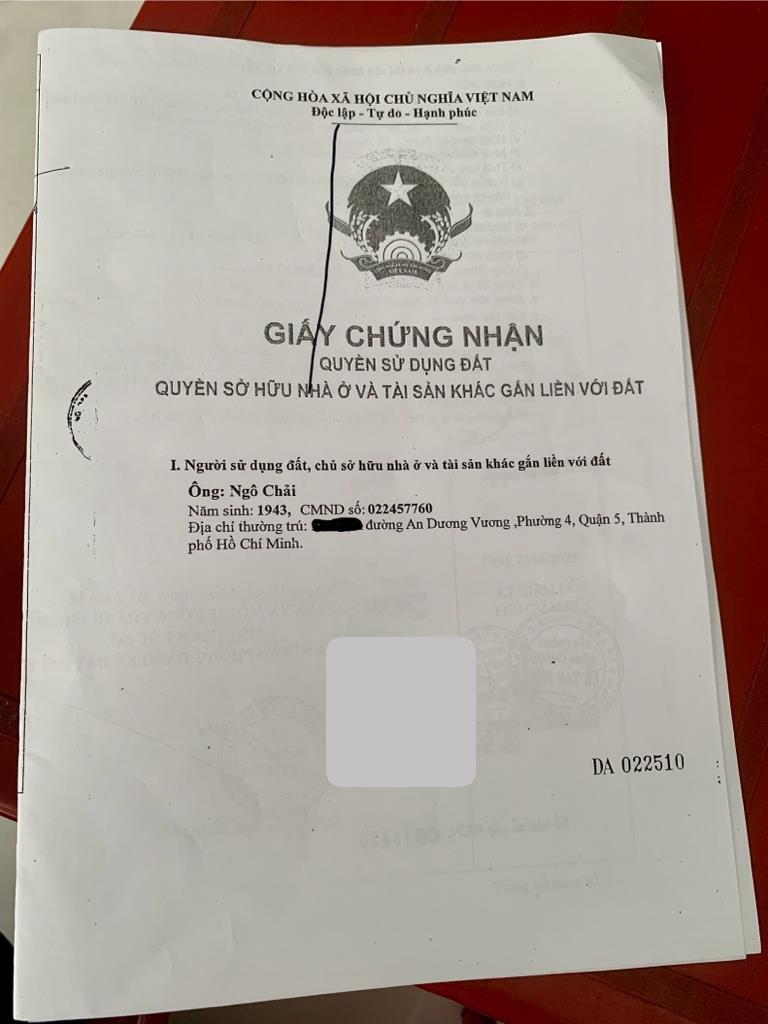 CỘNG HÒA XÃ HỘI CHỦ NGHĨA VIỆT NAM
Độc lập - Tự do - Hạnh phúc
VIỆT NAM
GIẤY CHỨNG NHẬN
QUYỀN SỬ DỤNG ĐẤT
QUYỀN SỞ HỮU NHÀ Ở VÀ TÀI SẢN KHÁC GẮN LIỀN VỚI ĐẤT
I. Người sử dụng đất, chủ sở hữu nhà ở và tài sản khác gắn liền với đất
Ông: Ngô Chải
Năm sinh: 1943, CMND số: 022457760
Địa chỉ thường trú: đường An Dương Vương ,Phường 4, Quận 5, Thành
phố Hồ Chí Minh.
DA 022510